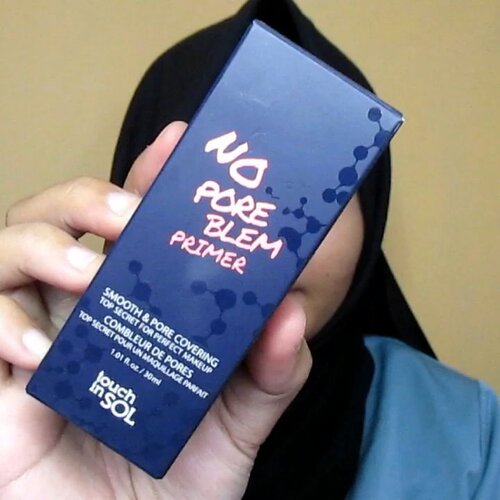 NO
PORE
BLEM
PRIMER
SMOOTH & PORE COVERING
TOP SECRET FOR PERFECT MAKEUP
COMBLEUR DE PORES
TOP SECRET POUR UN MAQUILLAGE PARFAIT
1.01 fl.oz. / 30ml
touch
in SOL